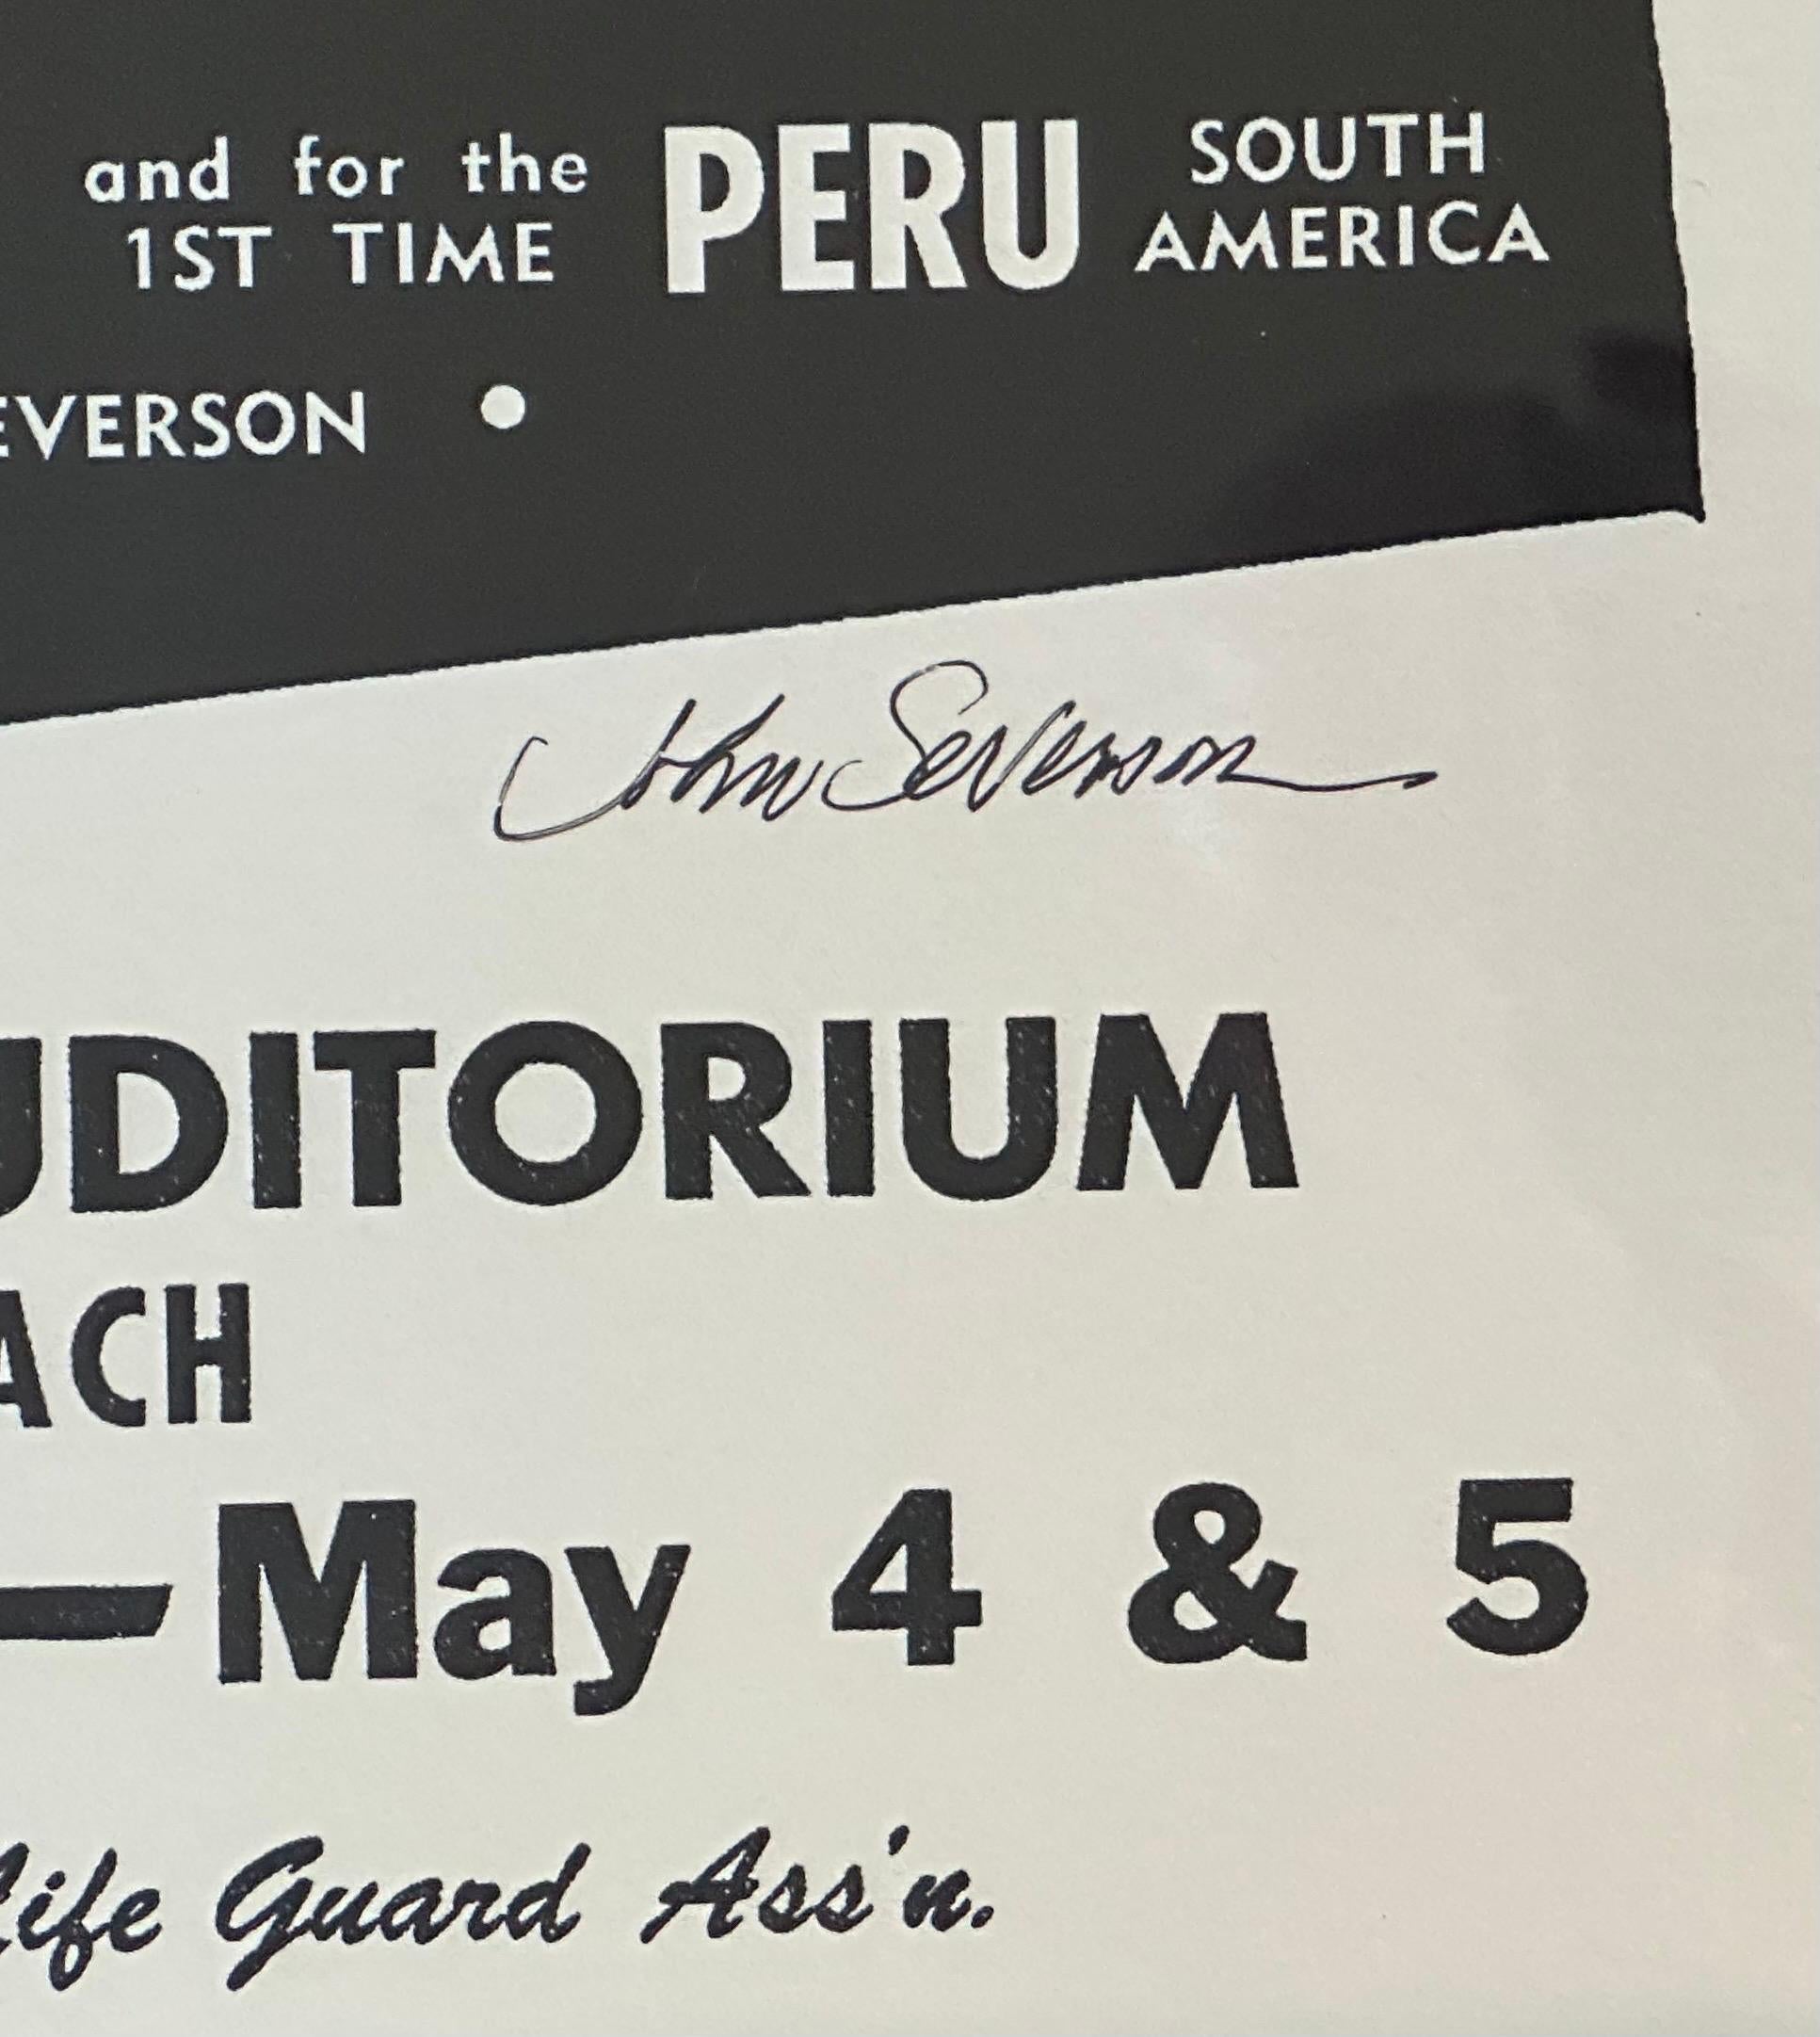 and for the PERU SOUTH
1ST TIME AMERICA
EVERSON •
John Severson
UDITORIUM
ACH
—May 4 & 5
life Guard Ass'n.